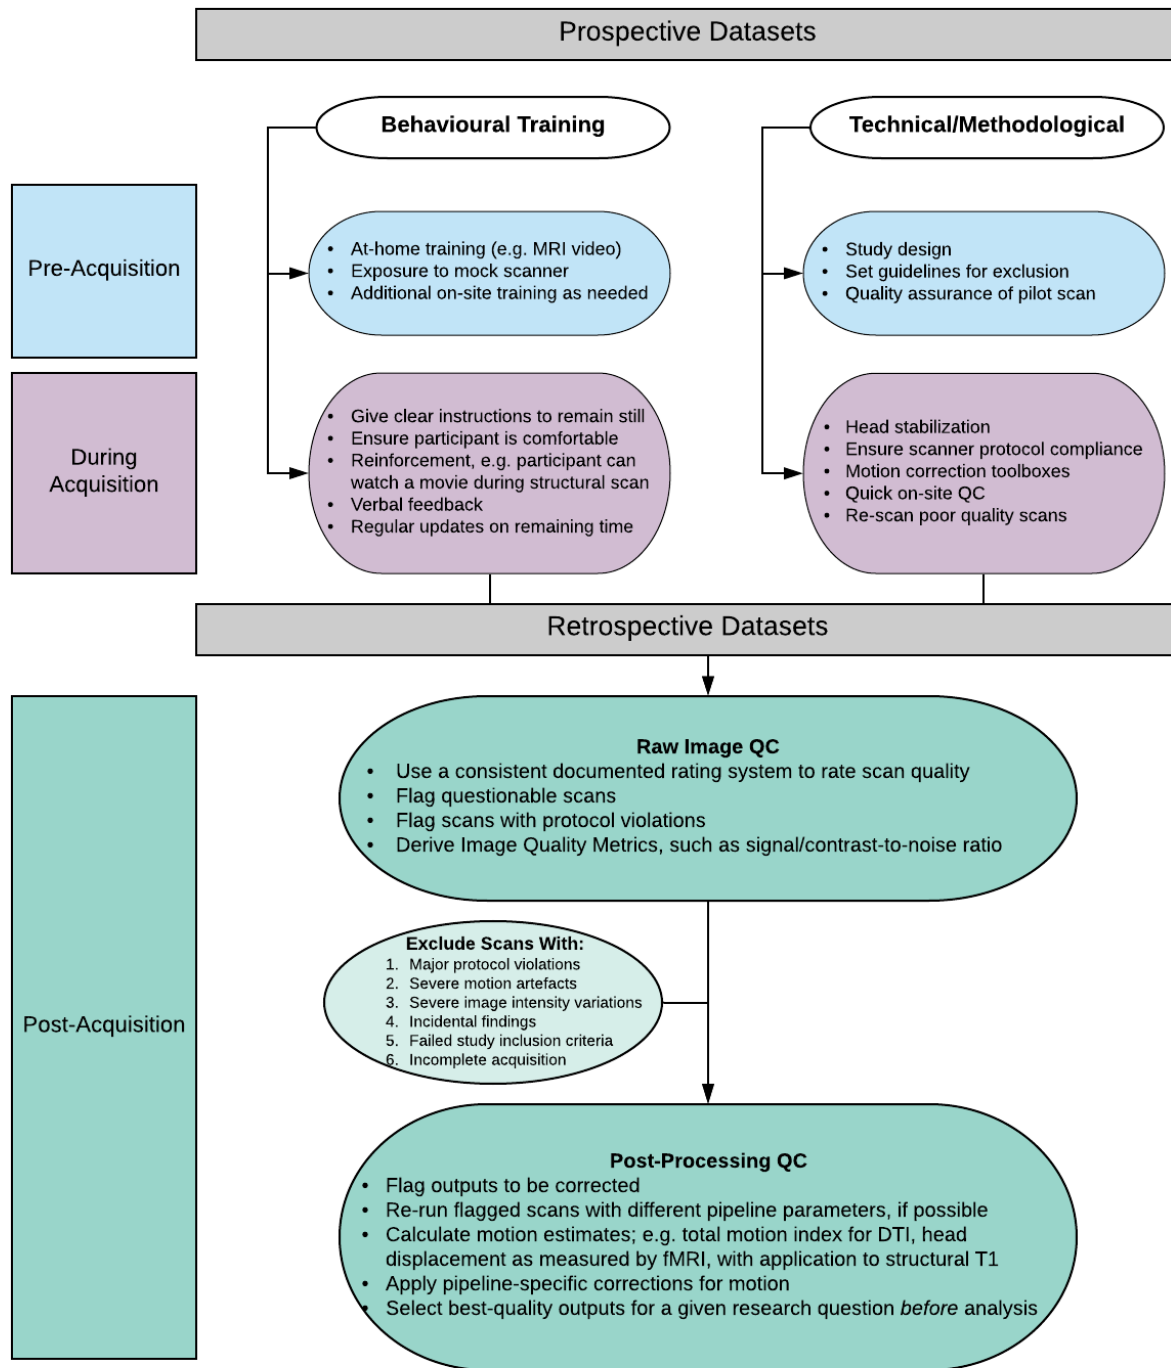 Prospective Datasets
Behavioural Training
Technical/Methodological
Pre-Acquisition
• At-home training (e.g. MRI video)
• Exposure to mock scanner
• Additional on-site training as needed
• Study design
• Set guidelines for exclusion
• Quality assurance of pilot scan
During
Acquisition
• Give clear instructions to remain still
• Ensure participant is comfortable
• Reinforcement, e.g. participant can
watch a movie during structural scan
• Verbal feedback
• Regular updates on remaining time
• Head stabilization
• Ensure scanner protocol compliance
• Motion correction toolboxes
• Quick on-site QC
• Re-scan poor quality scans
Retrospective Datasets
Post-Acquisition
Raw Image QC
• Use a consistent documented rating system to rate scan quality
• Flag questionable scans
• Flag scans with protocol violations
• Derive Image Quality Metrics, such as signal/contrast-to-noise ratio
Exclude Scans With:
1. Major protocol violations
2. Severe motion artefacts
3. Severe image intensity variations
4. Incidental findings
5. Failed study inclusion criteria
6. Incomplete acquisition
Post-Processing QC
• Flag outputs to be corrected
• Re-run flagged scans with different pipeline parameters, if possible
• Calculate motion estimates; e.g. total motion index for DTI, head
displacement as measured by fMRI, with application to structural T1
• Apply pipeline-specific corrections for motion
• Select best-quality outputs for a given research question before analysis